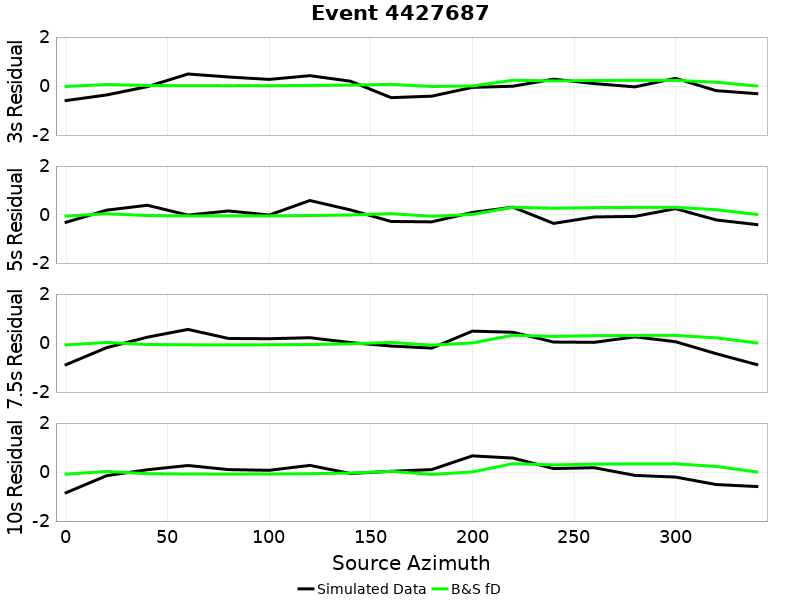 Event 4427687
3s Residual
2
0
-2
5s Residual
2
0
-2
7.5s Residual
2
0
-2
10s Residual
2
0
-2
0 50 100 150 200 250 300
Source Azimuth
Simulated Data B&S fD